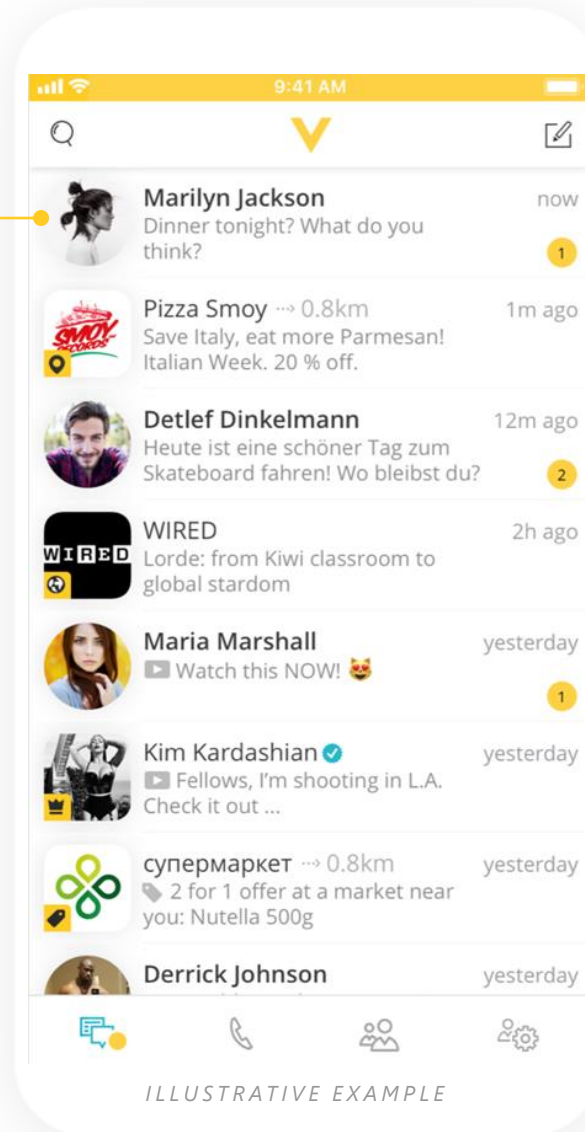 9:41 AM
Marilyn Jackson now
Dinner tonight? What do you
think? 1
Pizza Smoy ···› 0.8km 1m ago
Save Italy, eat more Parmesan!
Italian Week. 20 % off.
SMOY
RECORDS
Detlef Dinkelmann 12m ago
Heute ist eine schöner Tag zum
Skateboard fahren! Wo bleibst du? 2
WIRED 2h ago
WIRED
Lorde: from Kiwi classroom to
global stardom
Maria Marshall yesterday
Watch this NOW! 😻
1
Kim Kardashian yesterday
Fellows, I'm shooting in L.A.
Check it out ...
супермаркет ···› 0.8km yesterday
2 for 1 offer at a market near
you: Nutella 500g
Derrick Johnson yesterday
ILLUSTRATIVE EXAMPLE